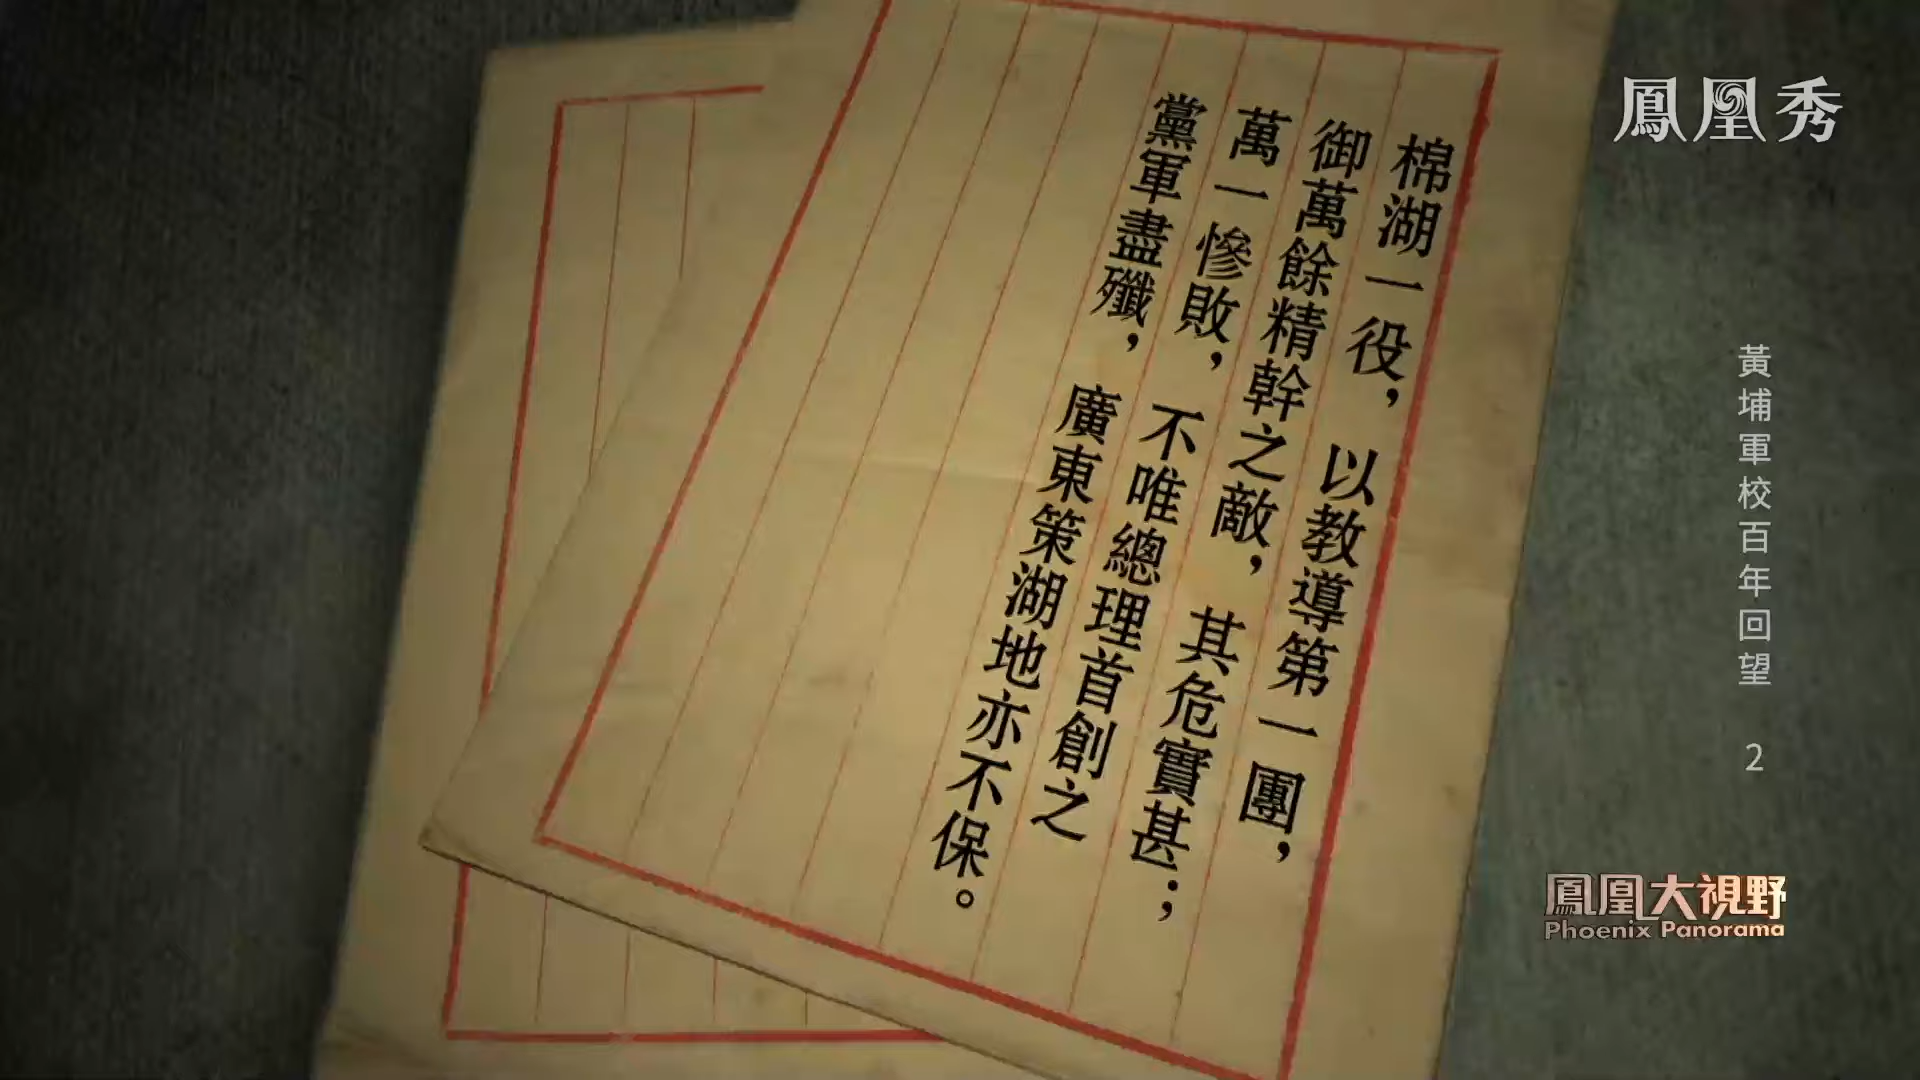 棉湖一役，以教導第一團，
御萬餘精幹之敵，其危實甚；
萬一慘敗，不唯總理首創之
黨軍盡殲，廣東策湖地亦不保。
鳳凰秀
黃埔軍校百年回望 2
鳳凰大視野
Phoenix Panorama